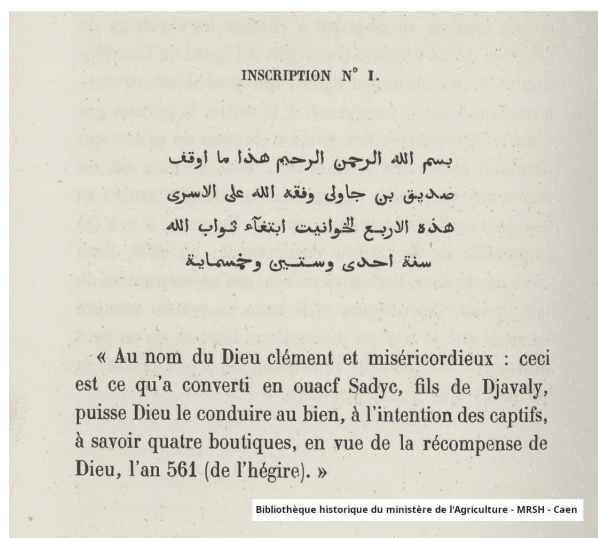 INSCRIPTION N° I.
بسم الله الرحمن الرحيم هذا ما اوقف
صديق بن جاولى وفقه الله على الاسرى
هذه الاربع الحوانيت ابتغآء ثواب الله
سنة احدى وستين وخمسماية
« Au nom du Dieu clément et miséricordieux : ceci
est ce qu'a converti en ouacf Sadyc, fils de Djavaly,
puisse Dieu le conduire au bien, à l'intention des captifs,
à savoir quatre boutiques, en vue de la récompense de
Dieu, l'an 561 (de l'hégire). »
Bibliothèque historique du ministère de l'Agriculture - MRSH - Caen